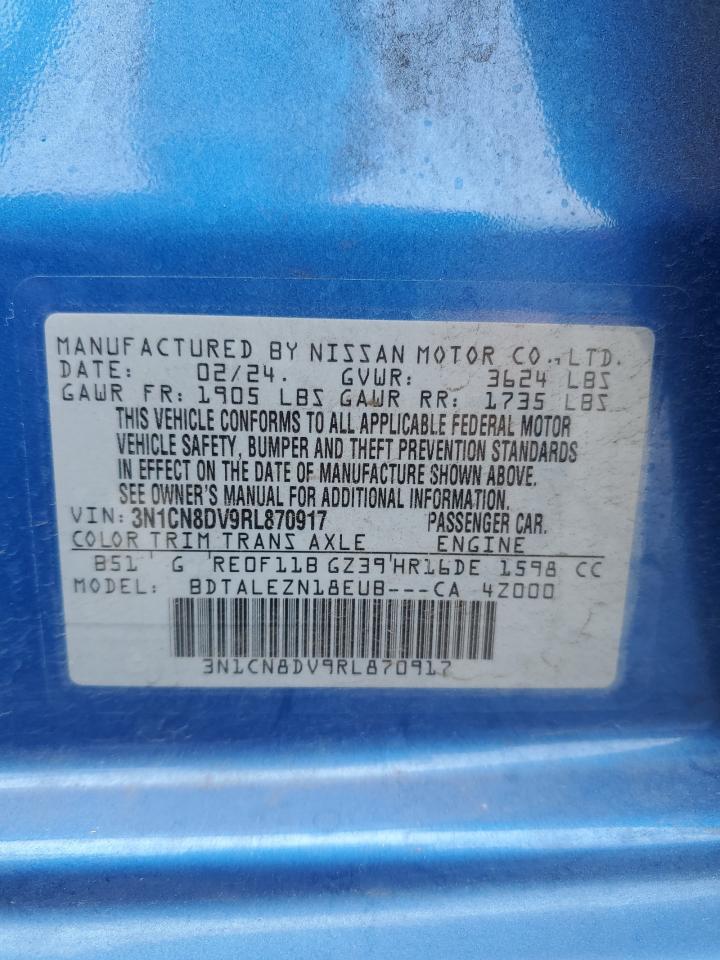 MANUFACTURED BY NISSAN MOTOR CO., LTD.
DATE: 02/24. GVWR: 3624 LBS
GAWR FR: 1905 LBS GAWR RR: 1735 LBS
THIS VEHICLE CONFORMS TO ALL APPLICABLE FEDERAL MOTOR
VEHICLE SAFETY, BUMPER AND THEFT PREVENTION STANDARDS
IN EFFECT ON THE DATE OF MANUFACTURE SHOWN ABOVE.
SEE OWNER'S MANUAL FOR ADDITIONAL INFORMATION.
VIN: 3N1CN8DV9RL870917 PASSENGER CAR.
COLOR TRIM TRANS AXLE ENGINE
B51 G RE0F11B GZ39 HR16DE 1598 CC
MODEL: BDTALEZN18EUB---CA 4Z000
3N1CN8DV9RL870917